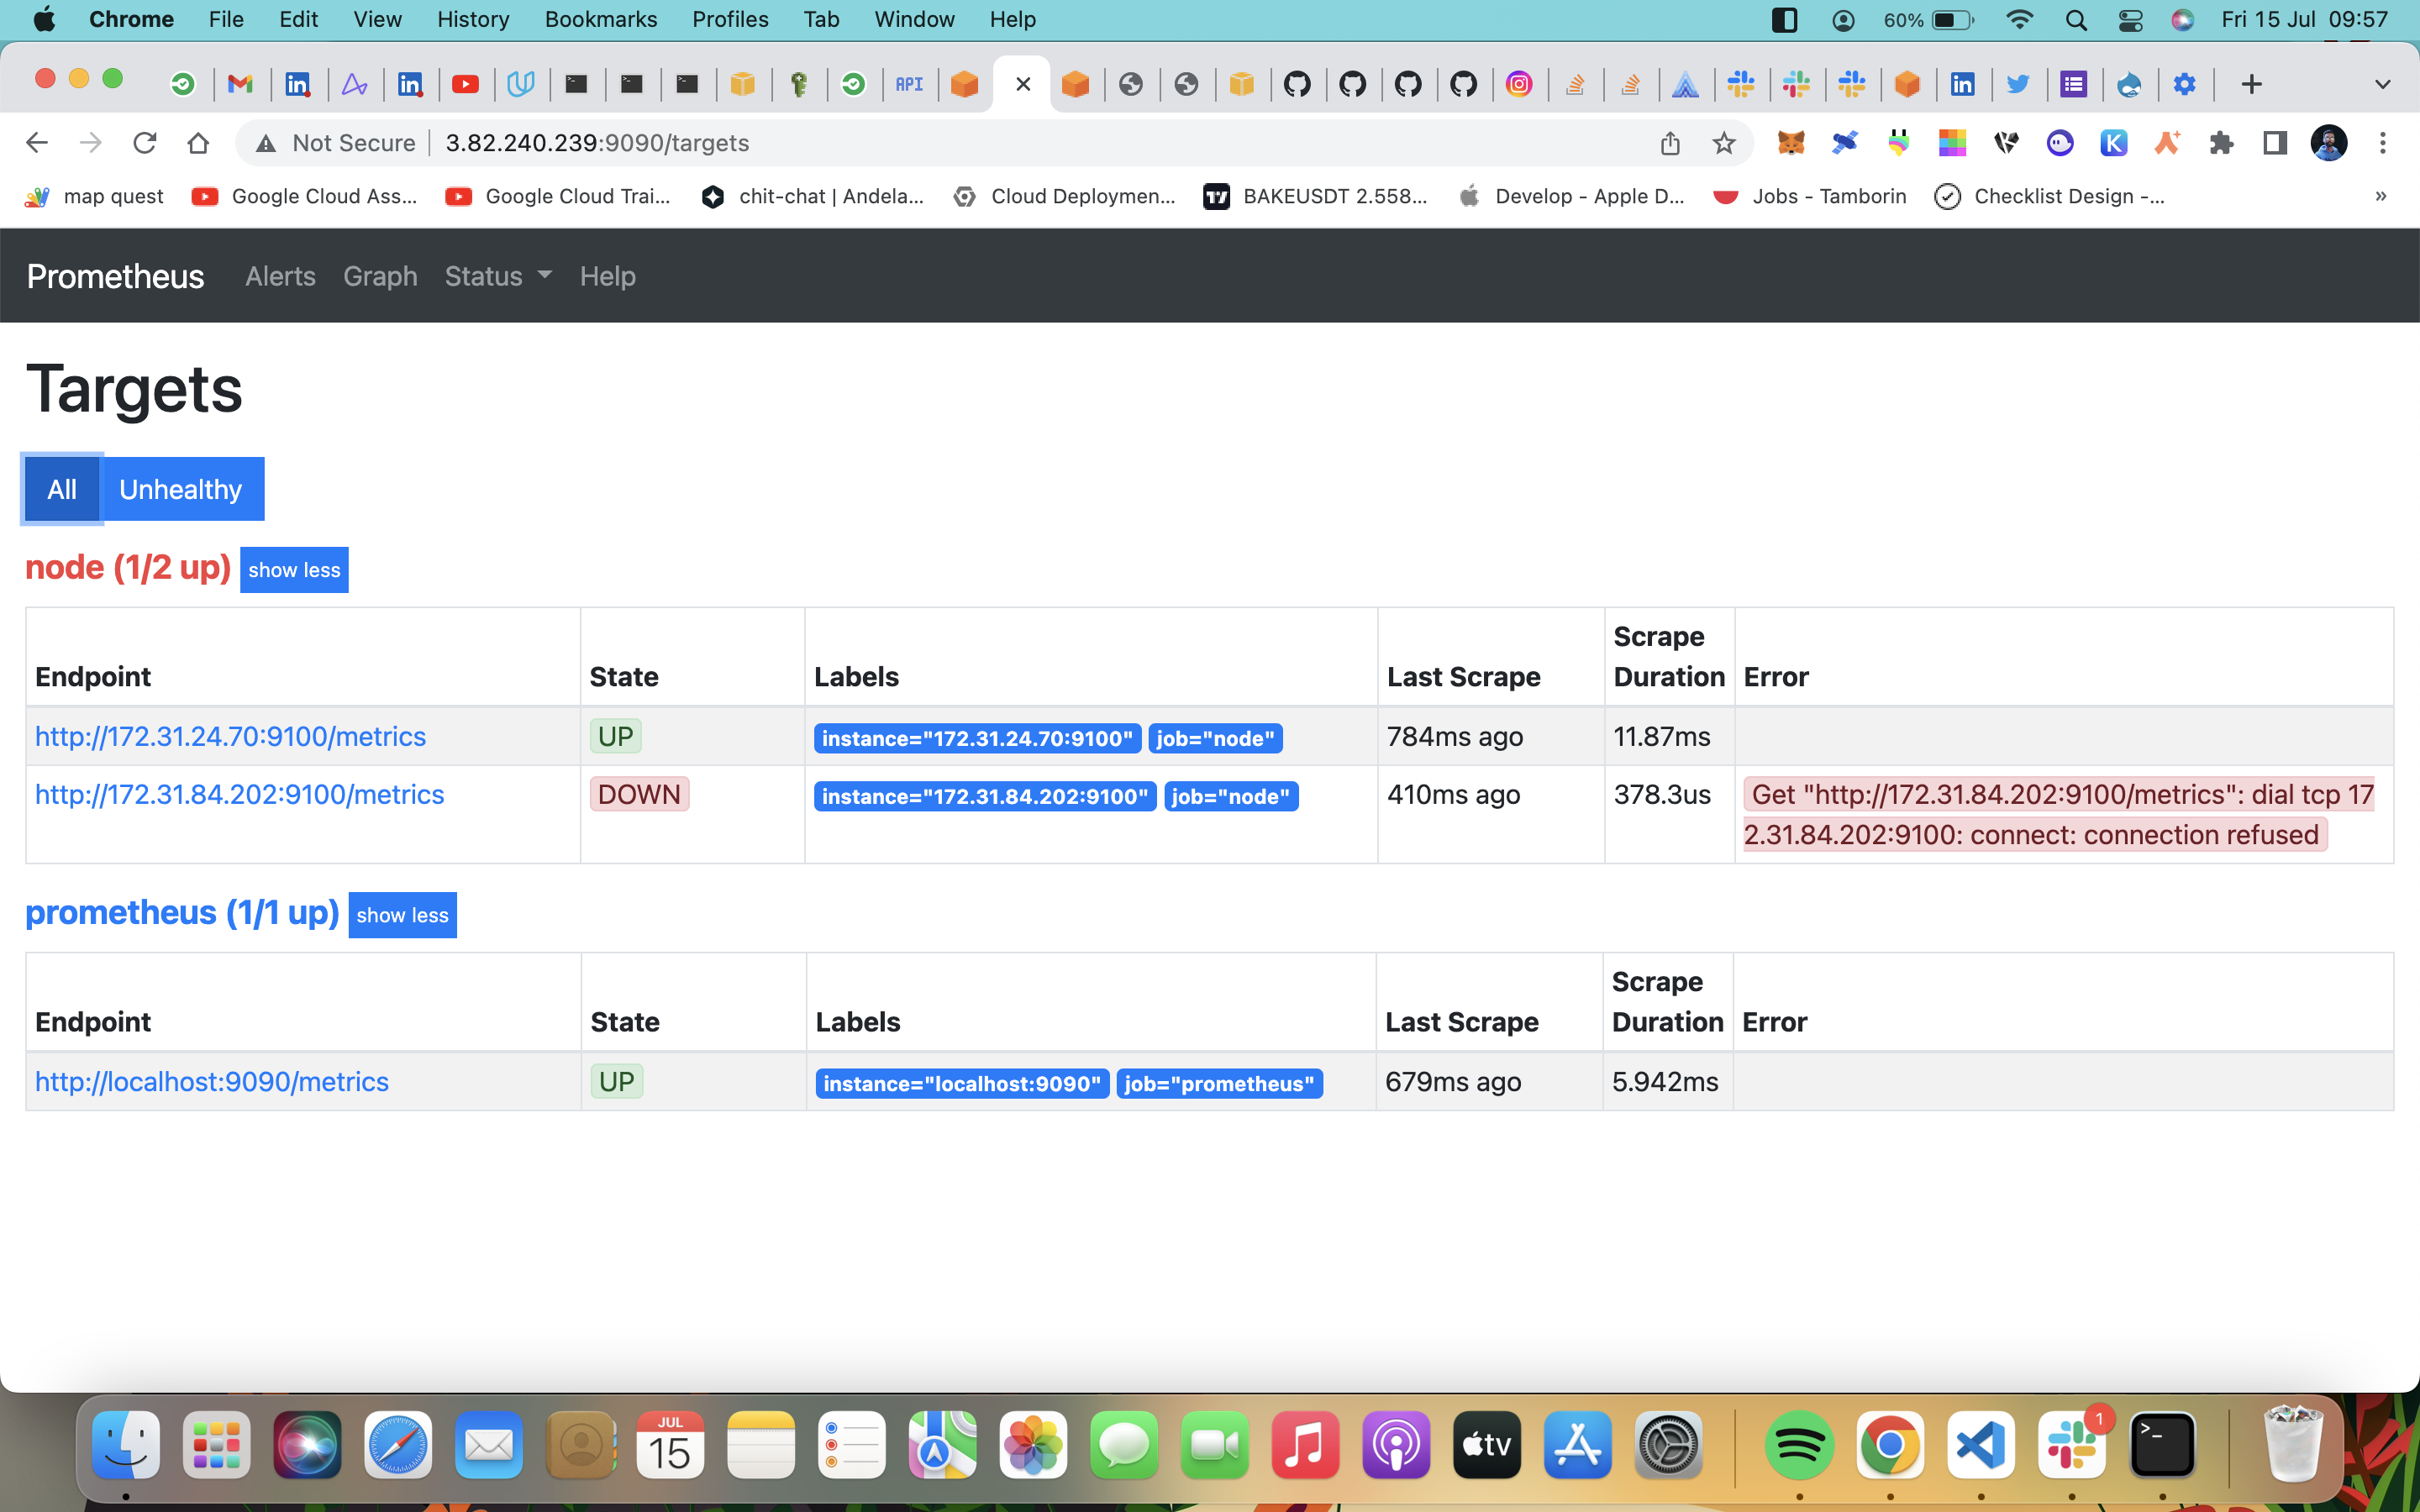 Chrome File Edit View History Bookmarks Profiles Tab Window Help 60% Fri 15 Jul 09:57
API
Not Secure 3.82.240.239:9090/targets
map quest Google Cloud Ass... Google Cloud Trai... chit-chat | Andela... Cloud Deploymen... BAKEUSDT 2.558... Develop - Apple D... Jobs - Tamborin Checklist Design -... »
Prometheus Alerts Graph Status Help
Targets
All Unhealthy
node (1/2 up) show less
Endpoint State Labels Last Scrape Scrape Duration Error
http://172.31.24.70:9100/metrics UP instance="172.31.24.70:9100" job="node" 784ms ago 11.87ms
http://172.31.84.202:9100/metrics DOWN instance="172.31.84.202:9100" job="node" 410ms ago 378.3us Get "http://172.31.84.202:9100/metrics": dial tcp 17
2.31.84.202:9100: connect: connection refused
prometheus (1/1 up) show less
Endpoint State Labels Last Scrape Scrape Duration Error
http://localhost:9090/metrics UP instance="localhost:9090" job="prometheus" 679ms ago 5.942ms
JUL
15
tv
1